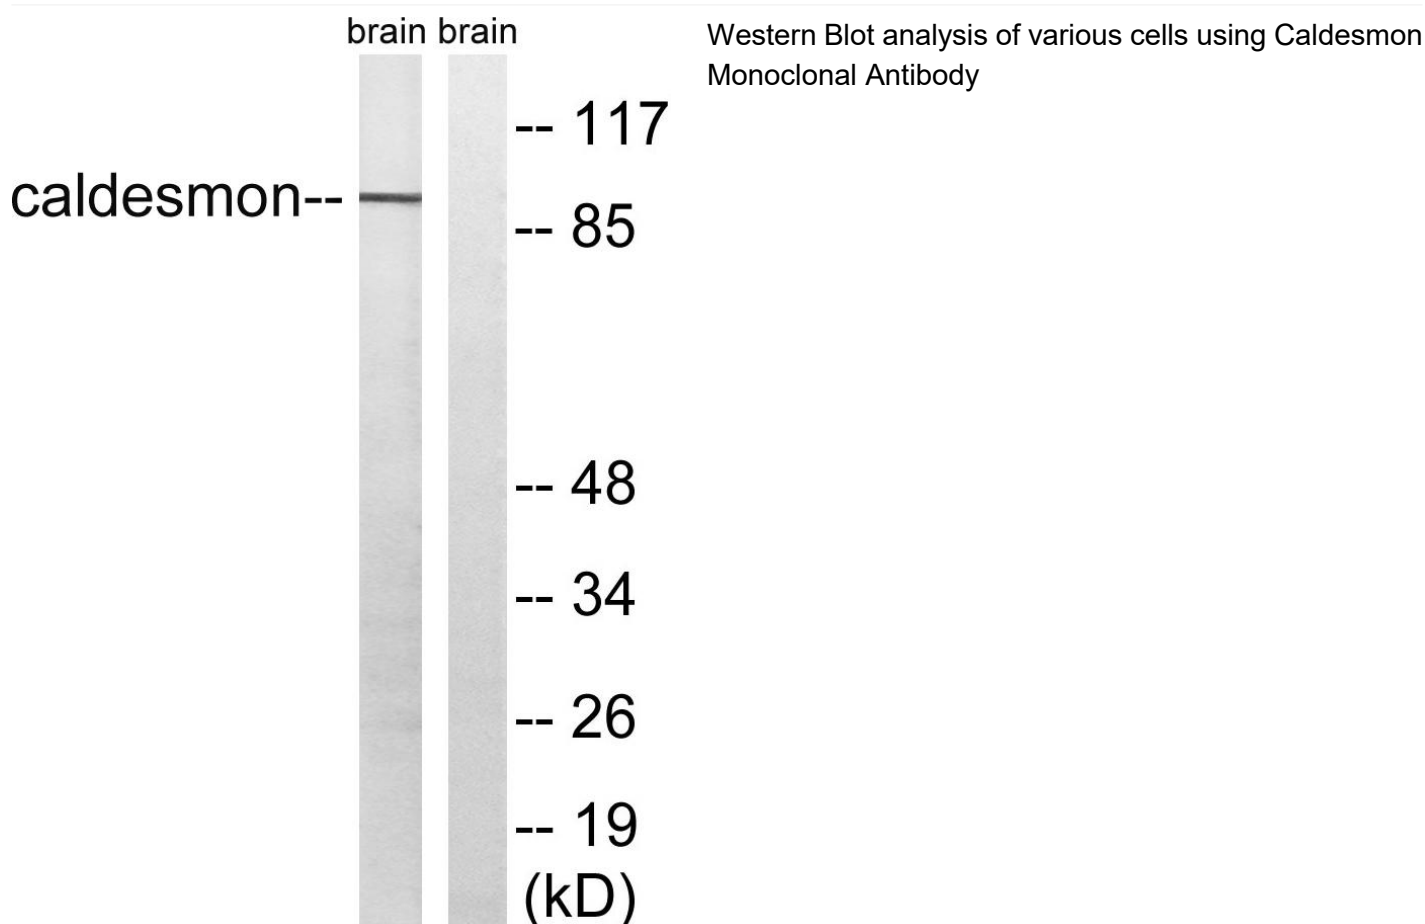 brain brain
Western Blot analysis of various cells using Caldesmon
Monoclonal Antibody
-- 117
caldesmon--
-- 85
-- 48
-- 34
-- 26
-- 19
(kD)